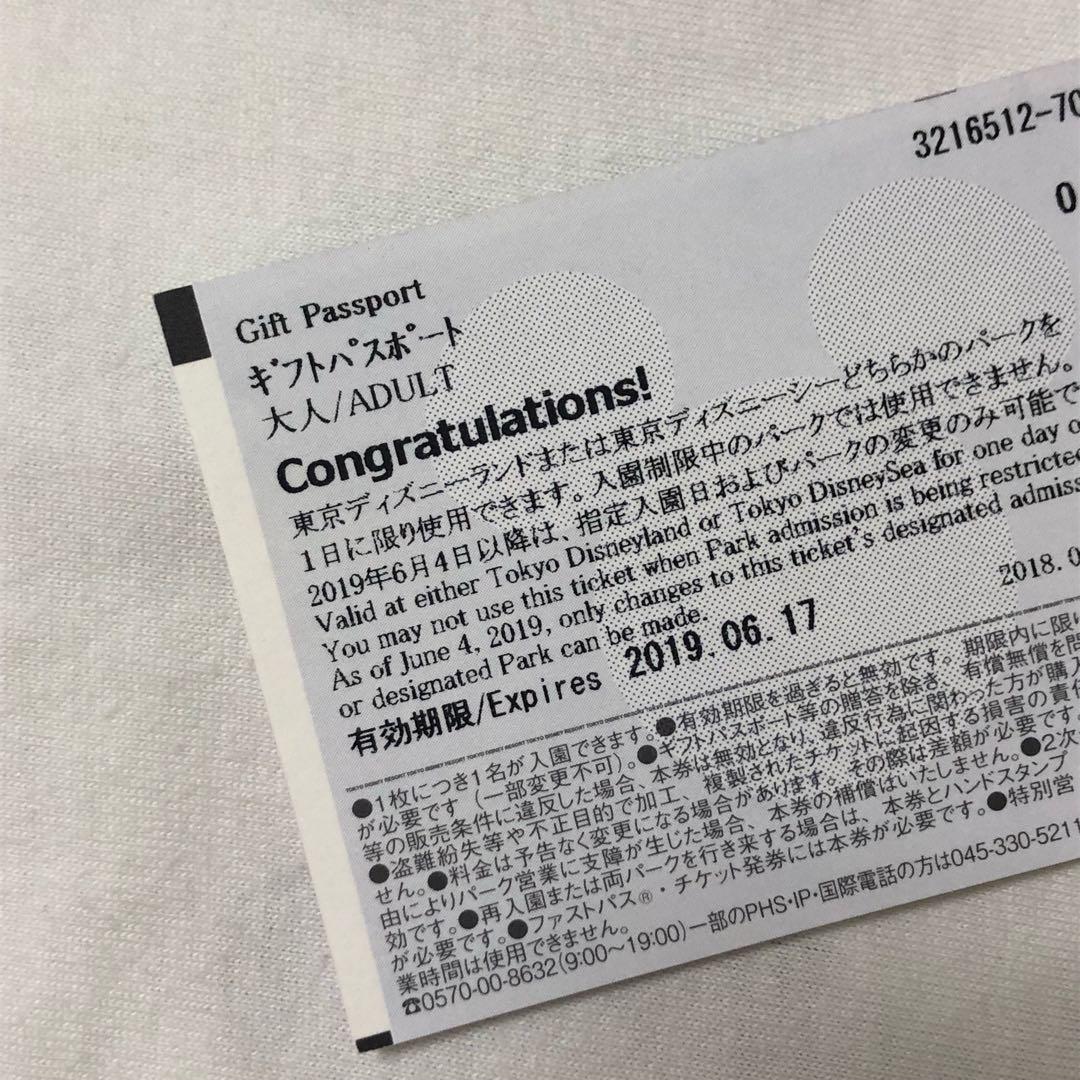 3216512-70
0
Gift Passport
ギフトパスポート
大人/ADULT
Congratulations!
東京ディズニーランドまたは東京ディズニーシーどちらかのパークを
1日に限り使用できます。入園制限中のパークでは使用できません。
2019年6月4日以降は、指定入園日およびパークの変更のみ可能で
Valid at either Tokyo Disneyland or Tokyo DisneySea for one day o
You may not use this ticket when Park admission is being restricte
As of June 4, 2019, only changes to this ticket's designated admiss
or designated Park can be made.
2018.0
有効期限/Expires 2019.06.17
●1枚につき1名が入園できます。●有効期限を過ぎると無効です。期限内に限り
が必要です（一部変更不可）。●ギフトパスポート等の贈答を除き、有償無償を問
等の販売条件に違反した場合、本券は無効となり、違反行為に関わった方が購入
●盗難紛失等や不正目的で加工、複製されたチケットに起因する損害の責任
せん。●料金は予告なく変更になる場合があります。その際は差額が必要です。
由によりパーク営業に支障が生じた場合、本券の補償はいたしません。●2次
効です。●再入園または両パークを行き来する場合は、本券とハンドスタンプ
が必要です。●ファストパス®・チケット発券には本券が必要です。●特別営
業時間は使用できません。
☎0570-00-8632(9:00～19:00)一部のPHS・IP・国際電話の方は045-330-5211